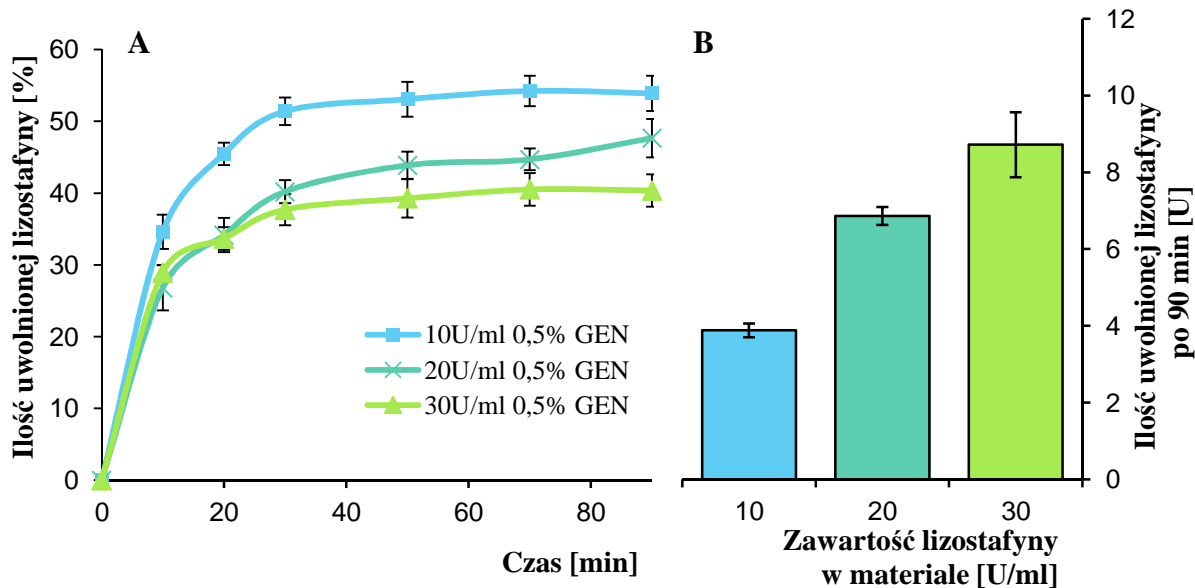 A
Ilość uwolnionej lizostafyny [%]
60
50
40
30
20
10
0
0
20
40
60
80
Czas [min]
10U/ml 0,5% GEN
20U/ml 0,5% GEN
30U/ml 0,5% GEN
B
12
10
8
6
4
2
0
Ilość uwolnionej lizostafyny
po 90 min [U]
10
20
30
Zawartość lizostafyny
w materiale [U/ml]